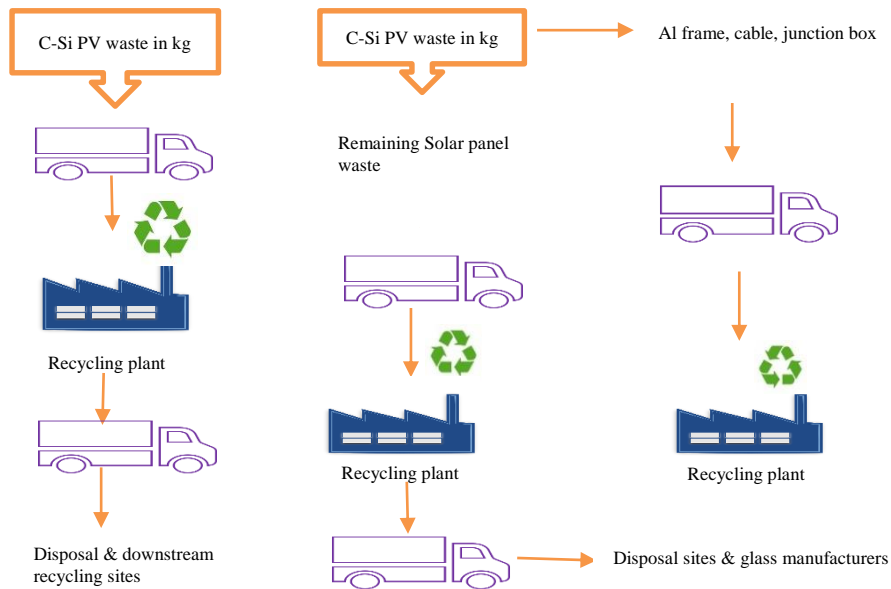 C-Si PV waste in kg
C-Si PV waste in kg
Al frame, cable, junction box
Remaining Solar panel
waste
Recycling plant
Recycling plant
Recycling plant
Disposal & downstream
recycling sites
Disposal sites & glass manufacturers